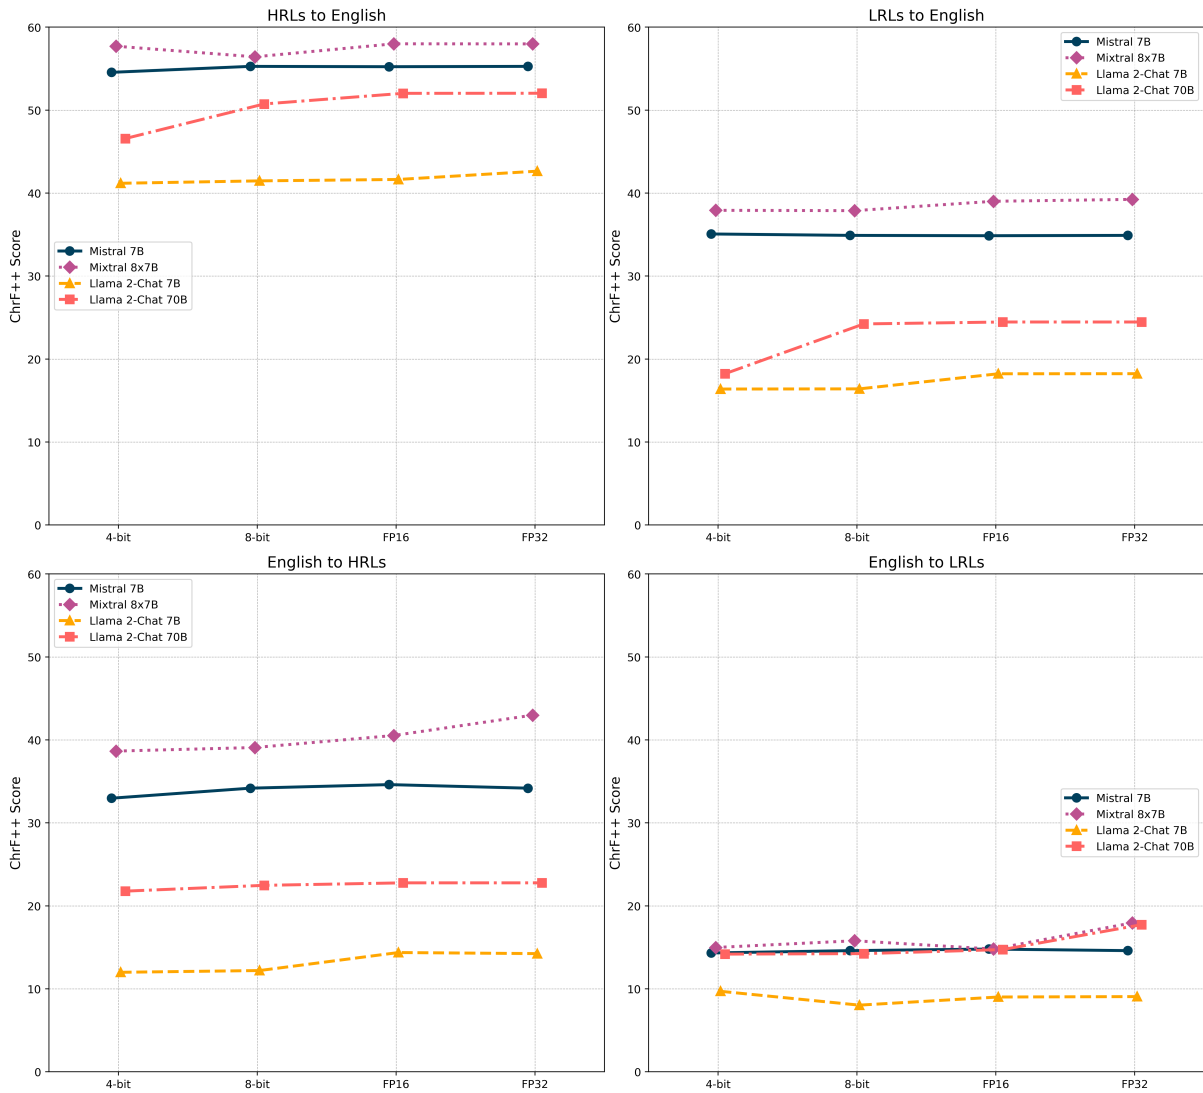 HRLs to English
ChrF++ Score
60
50
40
30
20
10
0
4-bit
8-bit
FP16
FP32
Mistral 7B
Mixtral 8x7B
Llama 2-Chat 7B
Llama 2-Chat 70B
LRLs to English
ChrF++ Score
60
50
40
30
20
10
0
4-bit
8-bit
FP16
FP32
Mistral 7B
Mixtral 8x7B
Llama 2-Chat 7B
Llama 2-Chat 70B
English to HRLs
ChrF++ Score
60
50
40
30
20
10
0
4-bit
8-bit
FP16
FP32
Mistral 7B
Mixtral 8x7B
Llama 2-Chat 7B
Llama 2-Chat 70B
English to LRLs
ChrF++ Score
60
50
40
30
20
10
0
4-bit
8-bit
FP16
FP32
Mistral 7B
Mixtral 8x7B
Llama 2-Chat 7B
Llama 2-Chat 70B